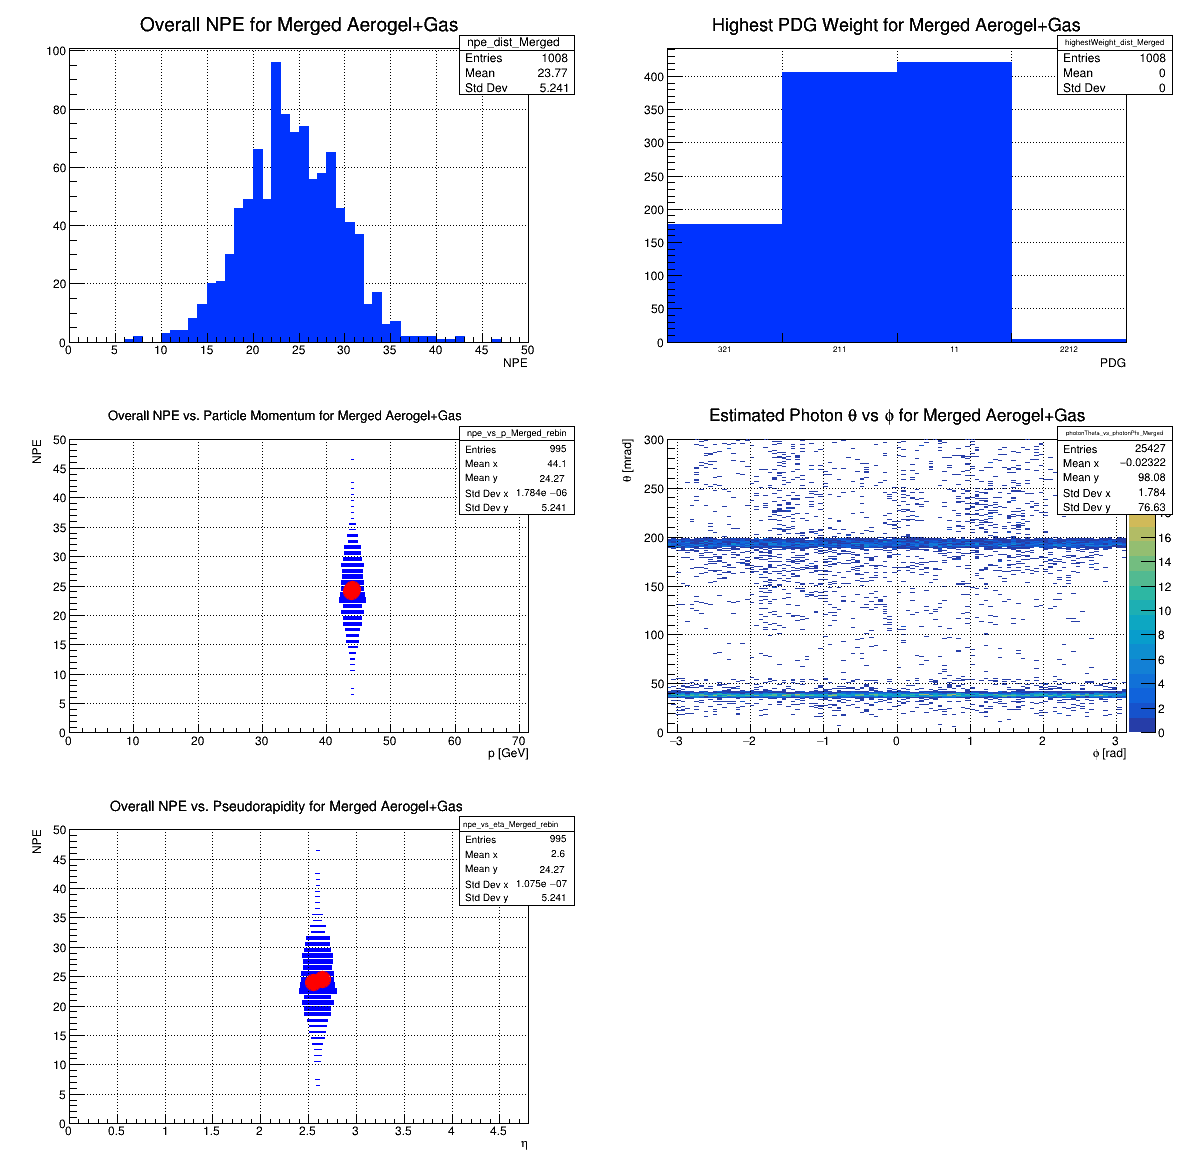 Overall NPE for Merged Aerogel+Gas
npe_dist_Merged
Entries 1008
Mean 23.77
Std Dev 5.241
100
80
60
40
20
0
0 5 10 15 20 25 30 35 40 45 50
NPE
Highest PDG Weight for Merged Aerogel+Gas
highestWeight_dist_Merged
Entries 1008
Mean 0
Std Dev 0
400
350
300
250
200
150
100
50
0
321 211 11 2212
PDG
Overall NPE vs. Particle Momentum for Merged Aerogel+Gas
npe_vs_p_Merged_rebin
Entries 995
Mean x 44.1
Mean y 24.27
Std Dev x 1.784e −06
Std Dev y 5.241
NPE
50
45
40
35
30
25
20
15
10
5
0
0 10 20 30 40 50 60 70
p [GeV]
Estimated Photon θ vs ϕ for Merged Aerogel+Gas
photonTheta_vs_photonPhi_Merged
Entries 25427
Mean x −0.02322
Mean y 98.08
Std Dev x 1.784
Std Dev y 76.63
θ [mrad]
300
250
200
150
100
50
0
−3 −2 −1 0 1 2 3
ϕ [rad]
16
14
12
10
8
6
4
2
0
Overall NPE vs. Pseudorapidity for Merged Aerogel+Gas
npe_vs_eta_Merged_rebin
Entries 995
Mean x 2.6
Mean y 24.27
Std Dev x 1.075e −07
Std Dev y 5.241
NPE
50
45
40
35
30
25
20
15
10
5
0
0 0.5 1 1.5 2 2.5 3 3.5 4 4.5
η